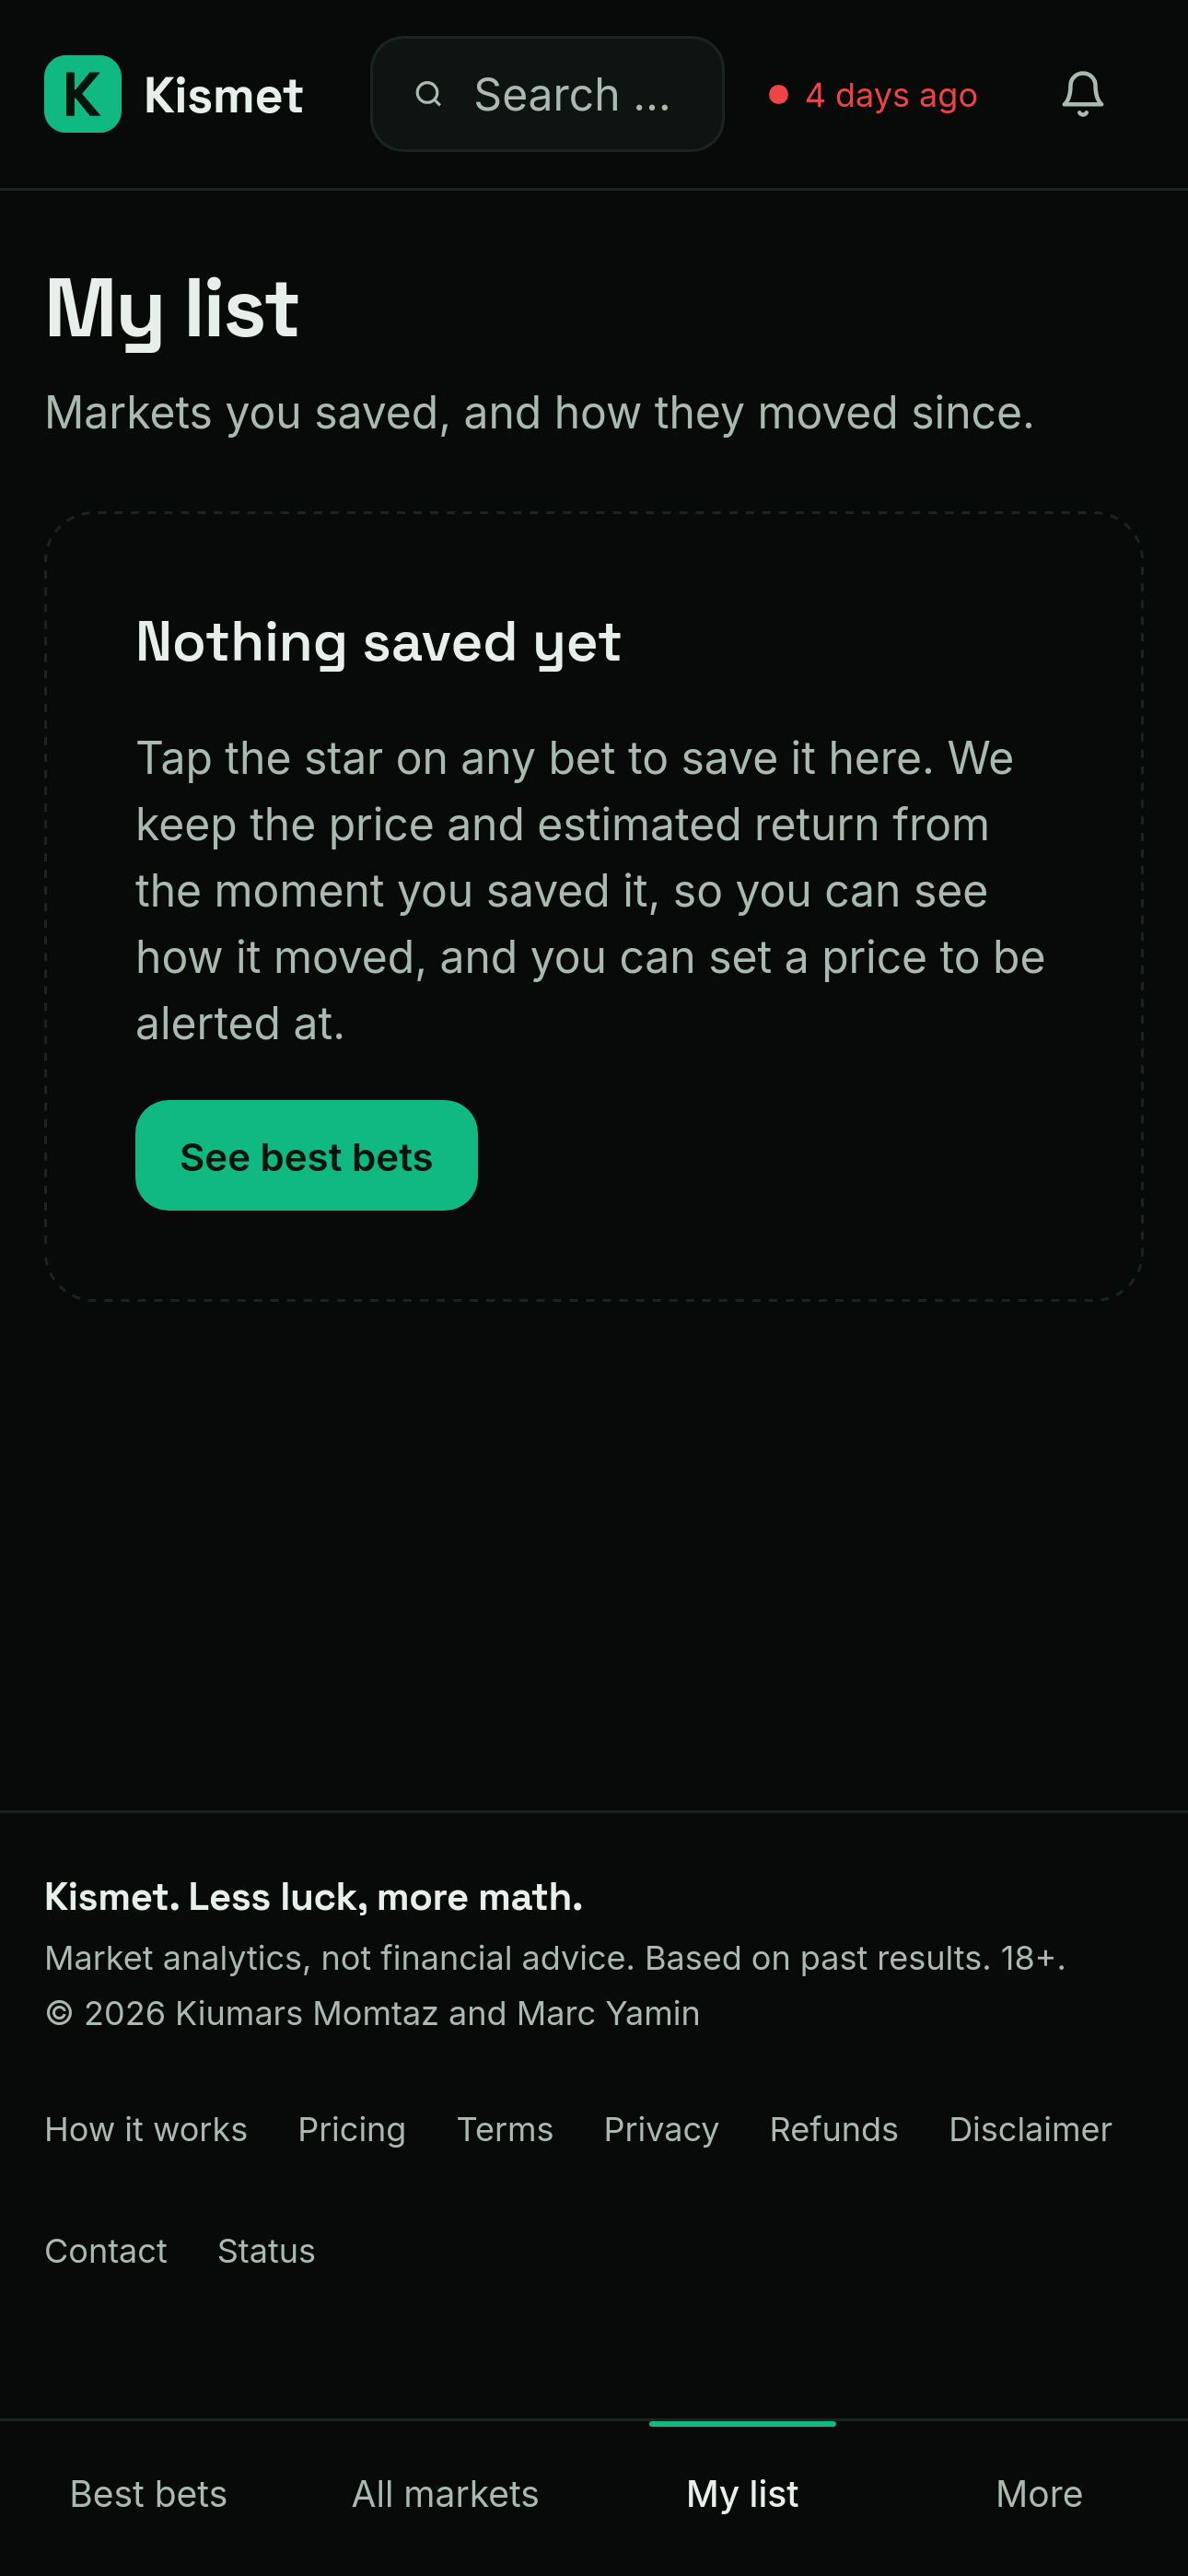 K Kismet Search ... 4 days ago
My list
Markets you saved, and how they moved since.
Nothing saved yet
Tap the star on any bet to save it here. We
keep the price and estimated return from
the moment you saved it, so you can see
how it moved, and you can set a price to be
alerted at.
See best bets
Kismet. Less luck, more math.
Market analytics, not financial advice. Based on past results. 18+.
© 2026 Kiumars Momtaz and Marc Yamin
How it works Pricing Terms Privacy Refunds Disclaimer
Contact Status
Best bets All markets My list More